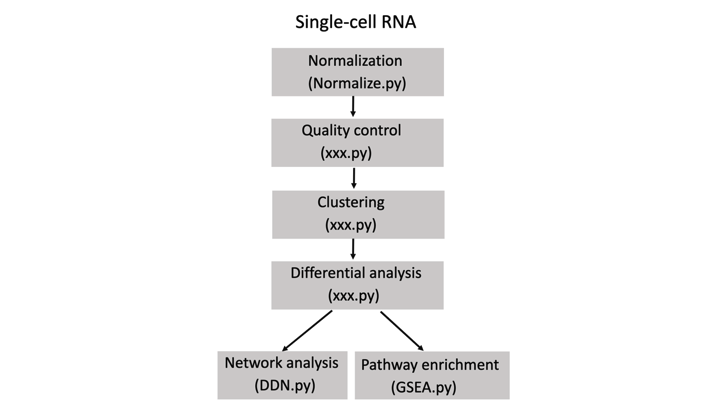 Single-cell RNA
Normalization
(Normalize.py)
Quality control
(xxx.py)
Clustering
(xxx.py)
Differential analysis
(xxx.py)
Network analysis
(DDN.py)
Pathway enrichment
(GSEA.py)